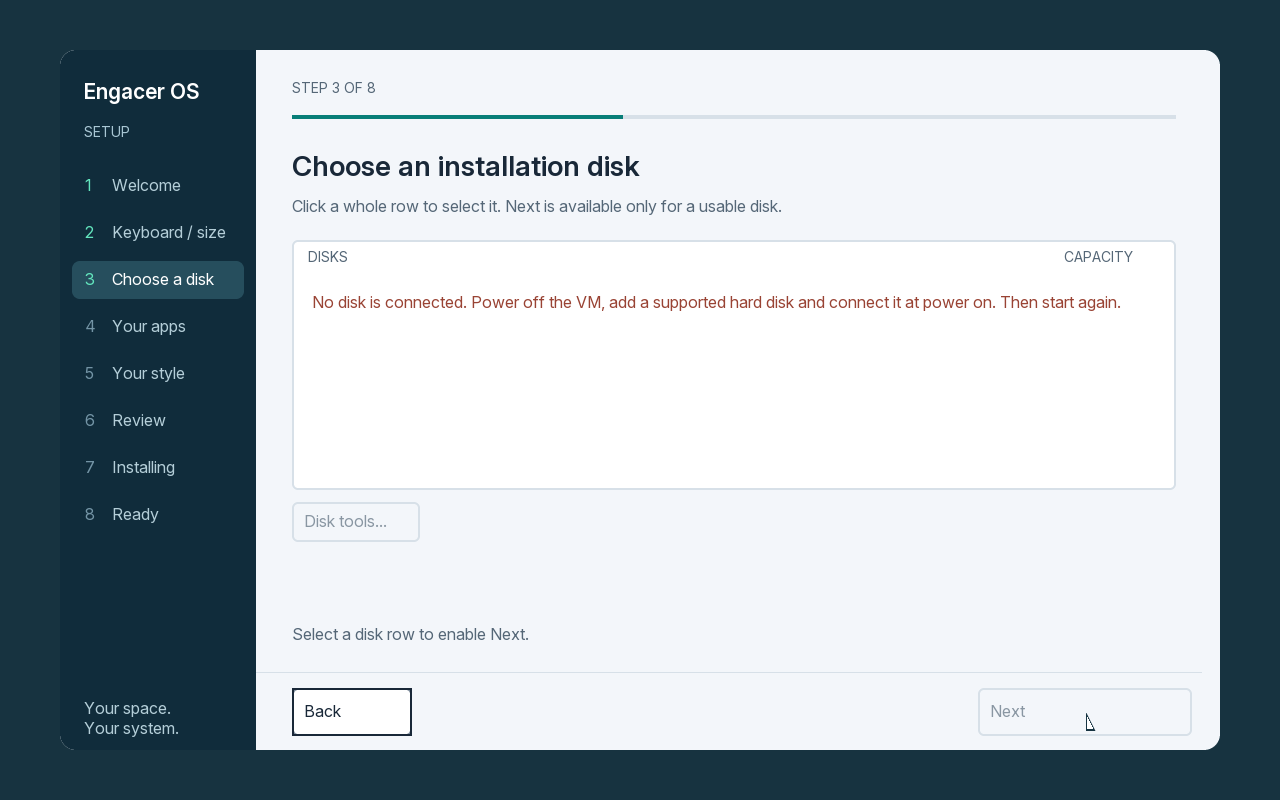 Engacer OS
SETUP
1 Welcome
2 Keyboard / size
3 Choose a disk
4 Your apps
5 Your style
6 Review
7 Installing
8 Ready
Your space.
Your system.
STEP 3 OF 8
Choose an installation disk
Click a whole row to select it. Next is available only for a usable disk.
DISKS CAPACITY
No disk is connected. Power off the VM, add a supported hard disk and connect it at power on. Then start again.
Disk tools...
Select a disk row to enable Next.
Back Next